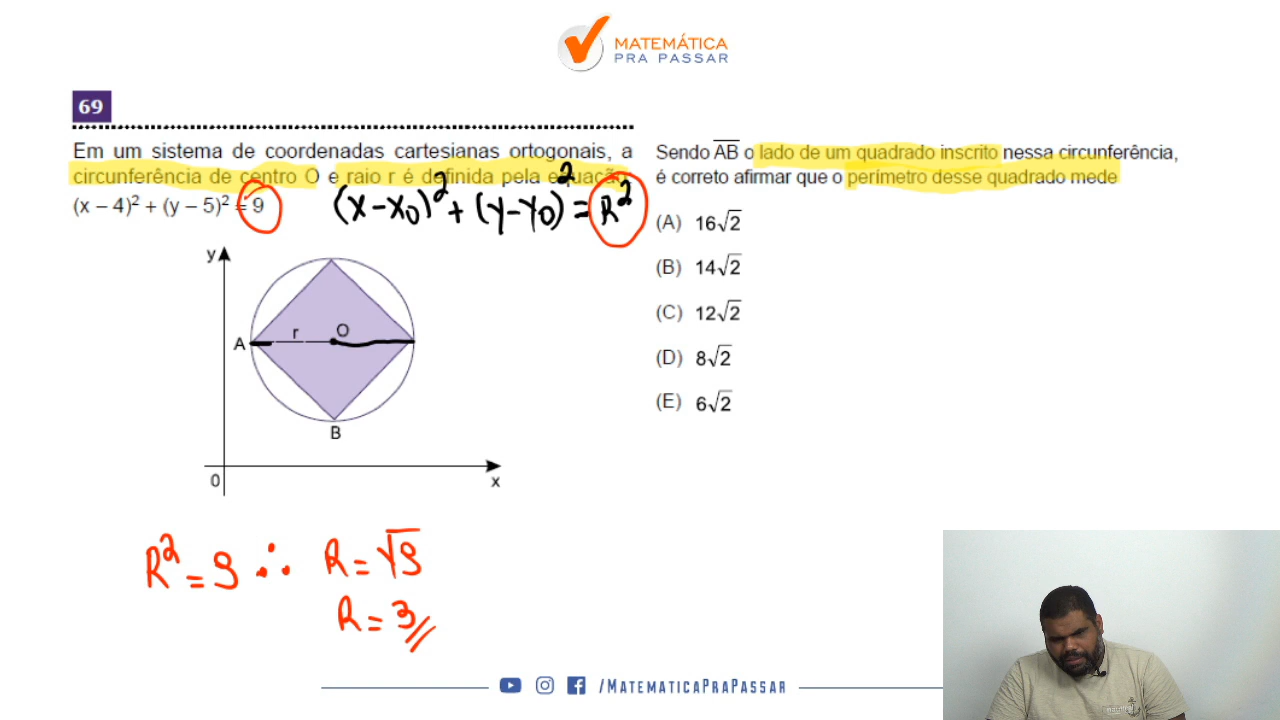 MATEMÁTICA
PRA PASSAR
69
Em um sistema de coordenadas cartesianas ortogonais, a
circunferência de centro O e raio r é definida pela equação
(x – 4)² + (y – 5)² = 9
(x-x₀)² + (y-y₀)² = R²
y
A
r
O
B
0
x
R² = 9 ∴ R = √9
R = 3
Sendo A̅B̅ o lado de um quadrado inscrito nessa circunferência,
é correto afirmar que o perímetro desse quadrado mede
(A) 16√2
(B) 14√2
(C) 12√2
(D) 8√2
(E) 6√2
/MATEMATICAPRAPASSAR